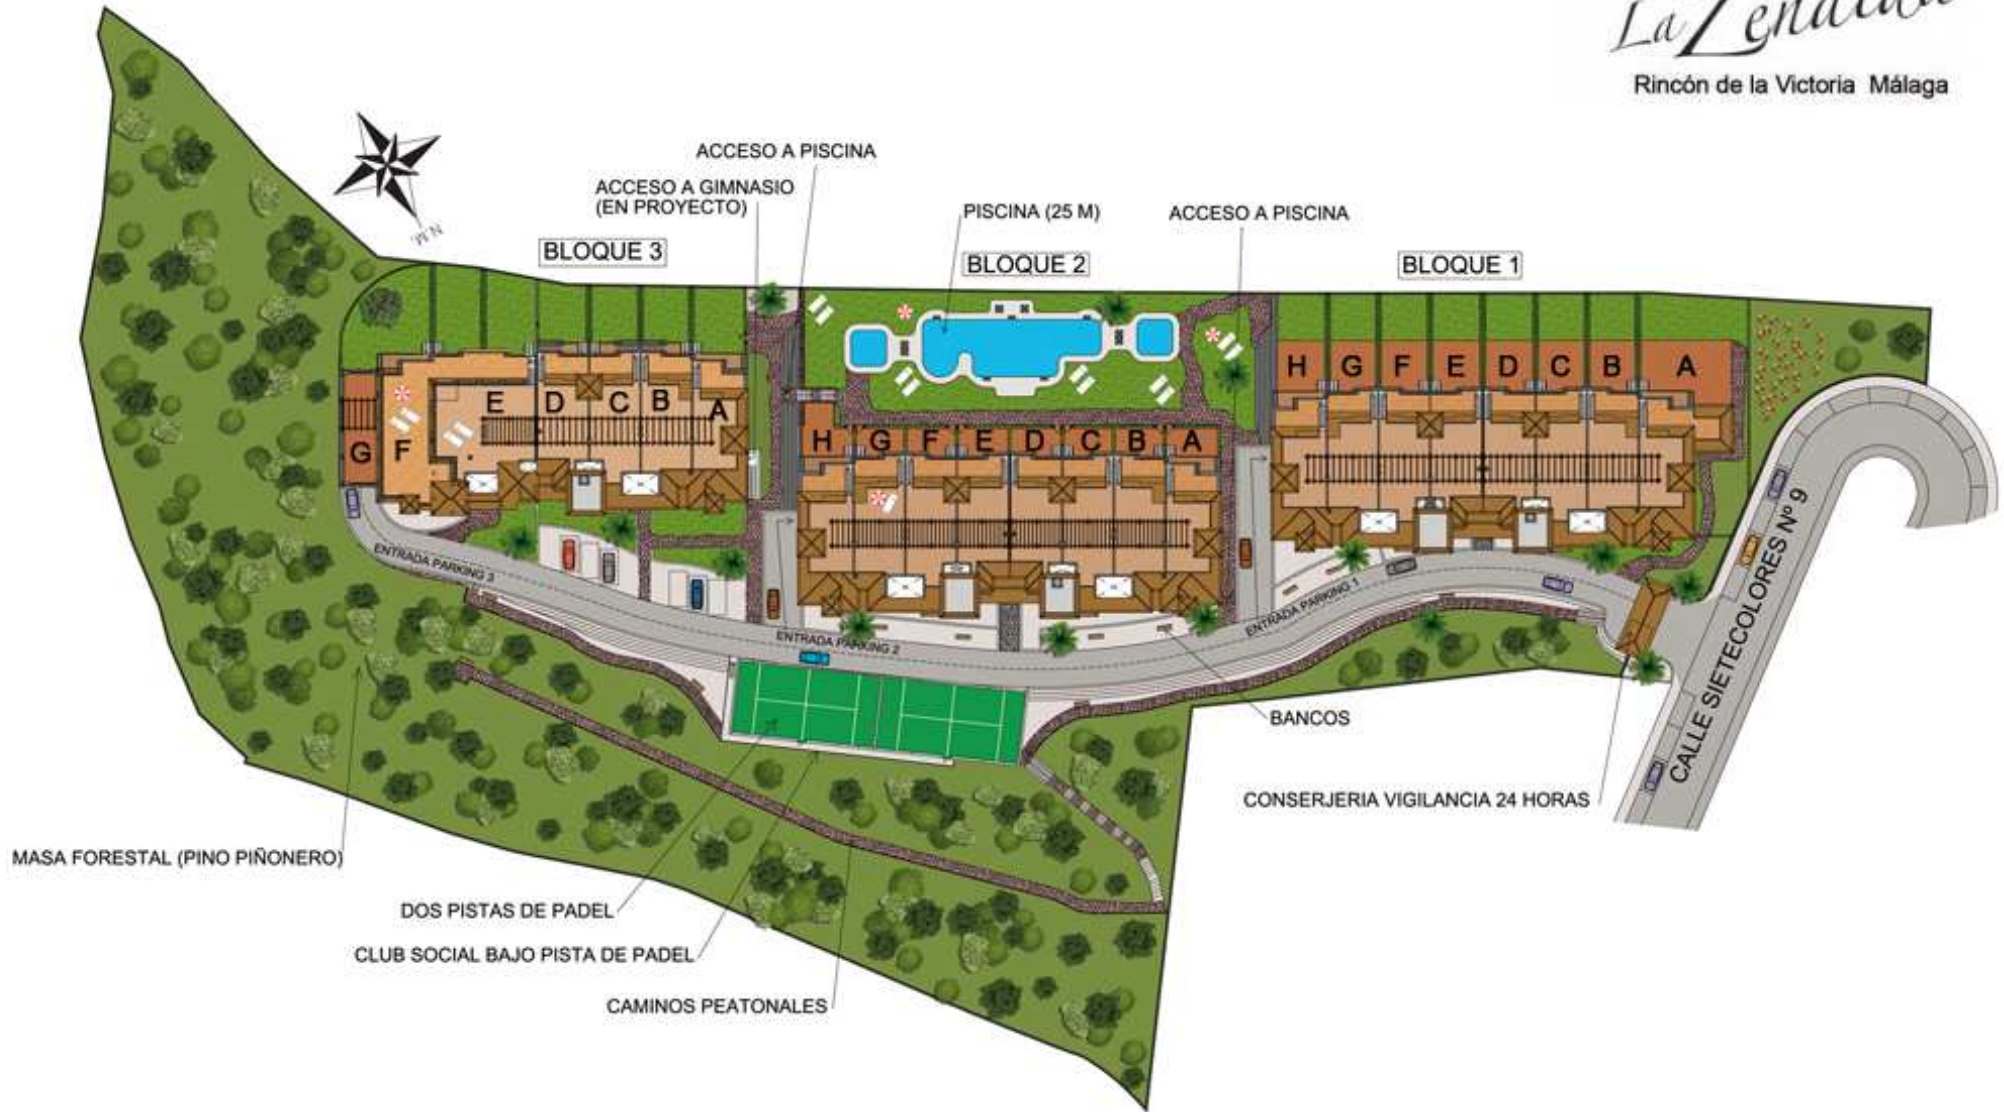 La
Rincón de la Victoria Málaga
N.M.
ACCESO A PISCINA
ACCESO A GIMNASIO
(EN PROYECTO)
PISCINA (25 M)
ACCESO A PISCINA
BLOQUE 3
BLOQUE 2
BLOQUE 1
H G F E D C B A
E D C B A
G F
H G F E D C B A
CALLE SIETECOLORES Nº 9
ENTRADA PARKING 3
ENTRADA PARKING 2
ENTRADA PARKING 1
BANCOS
CONSERJERIA VIGILANCIA 24 HORAS
MASA FORESTAL (PINO PIÑONERO)
DOS PISTAS DE PADEL
CLUB SOCIAL BAJO PISTA DE PADEL
CAMINOS PEATONALES